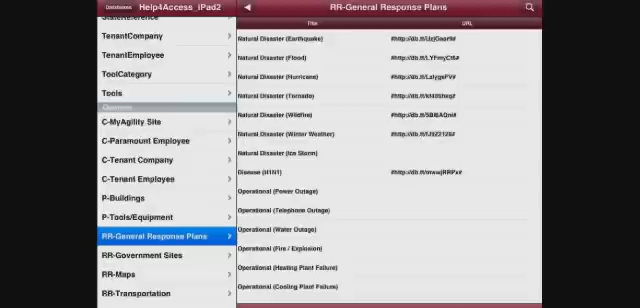 Databases
Help4Access_iPad2
RR-General Response Plans
StateReference
TenantCompany
TenantEmployee
ToolCategory
Tools
Queries
C-MyAgility Site
C-Paramount Employee
C-Tenant Company
C-Tenant Employee
P-Buildings
P-Tools/Equipment
RR-General Response Plans
RR-Government Sites
RR-Maps
RR-Transportation
Title URL
Natural Disaster (Earthquake)
Natural Disaster (Flood)
Natural Disaster (Hurricane)
Natural Disaster (Tornado)
Natural Disaster (Wildfire)
Natural Disaster (Winter Weather)
Natural Disaster (Ice Storm)
Disease (H1N1)
Operational (Power Outage)
Operational (Telephone Outage)
Operational (Water Outage)
Operational (Fire / Explosion)
Operational (Heating Plant Failure)
Operational (Cooling Plant Failure)